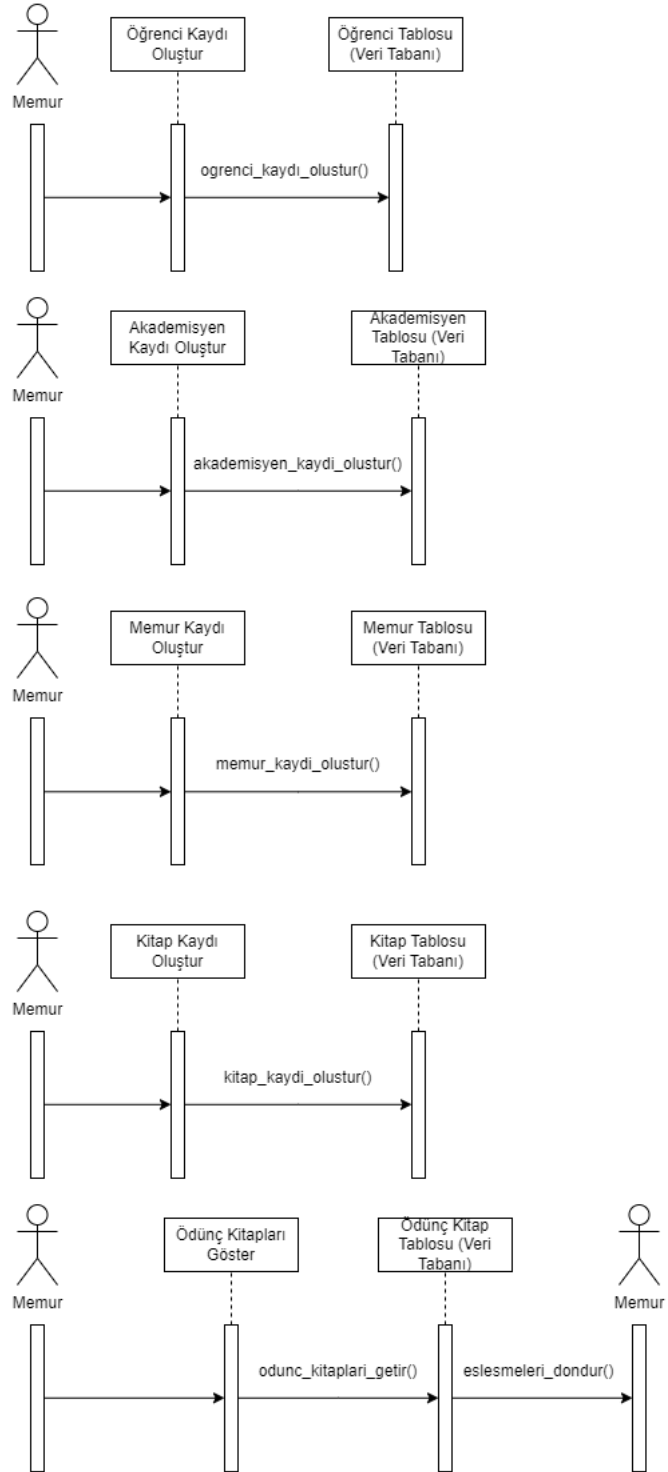 Öğrenci Kaydı
Oluştur
Öğrenci Tablosu
(Veri Tabanı)
Memur
ogrenci_kaydı_olustur()
Akademisyen
Kaydı Oluştur
Akademisyen
Tablosu (Veri
Tabanı)
Memur
akademisyen_kaydi_olustur()
Memur Kaydı
Oluştur
Memur Tablosu
(Veri Tabanı)
Memur
memur_kaydi_olustur()
Kitap Kaydı
Oluştur
Kitap Tablosu
(Veri Tabanı)
Memur
kitap_kaydi_olustur()
Ödünç Kitapları
Göster
Ödünç Kitap
Tablosu (Veri
Tabanı)
Memur
Memur
odunc_kitaplari_getir()
eslesmeleri_dondur()